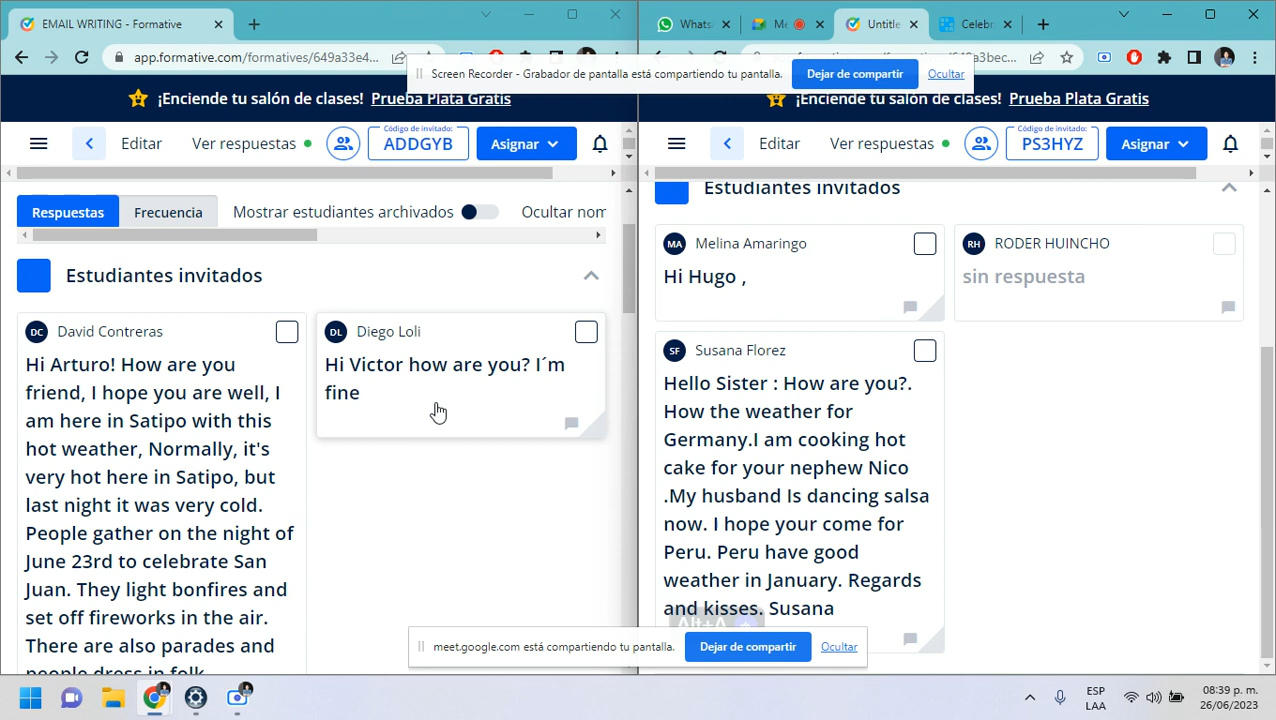 EMAIL WRITING - Formative
Whats
Me
Untitle
Celebr
app.formative.com/formatives/649a33e4...
Screen Recorder - Grabador de pantalla está compartiendo tu pantalla.
Dejar de compartir
Ocultar
¡Enciende tu salón de clases! Prueba Plata Gratis
¡Enciende tu salón de clases! Prueba Plata Gratis
Editar
Ver respuestas
Código de invitado:
ADDGYB
Asignar
Editar
Ver respuestas
Código de invitado:
PS3HYZ
Asignar
Respuestas
Frecuencia
Mostrar estudiantes archivados
Ocultar nom
Estudiantes invitados
DC David Contreras
Hi Arturo! How are you
friend, I hope you are well, I
am here in Satipo with this
hot weather, Normally, it's
very hot here in Satipo, but
last night it was very cold.
People gather on the night of
June 23rd to celebrate San
Juan. They light bonfires and
set off fireworks in the air.
There are also parades and
people dress in folk
DL Diego Loli
Hi Victor how are you? I´m
fine
Estudiantes invitados
MA Melina Amaringo
Hi Hugo ,
RH RODER HUINCHO
sin respuesta
SF Susana Florez
Hello Sister : How are you?.
How the weather for
Germany.I am cooking hot
cake for your nephew Nico
.My husband Is dancing salsa
now. I hope your come for
Peru. Peru have good
weather in January. Regards
and kisses. Susana
Alt+A
meet.google.com está compartiendo tu pantalla.
Dejar de compartir
Ocultar
ESP
LAA
08:39 p. m.
26/06/2023